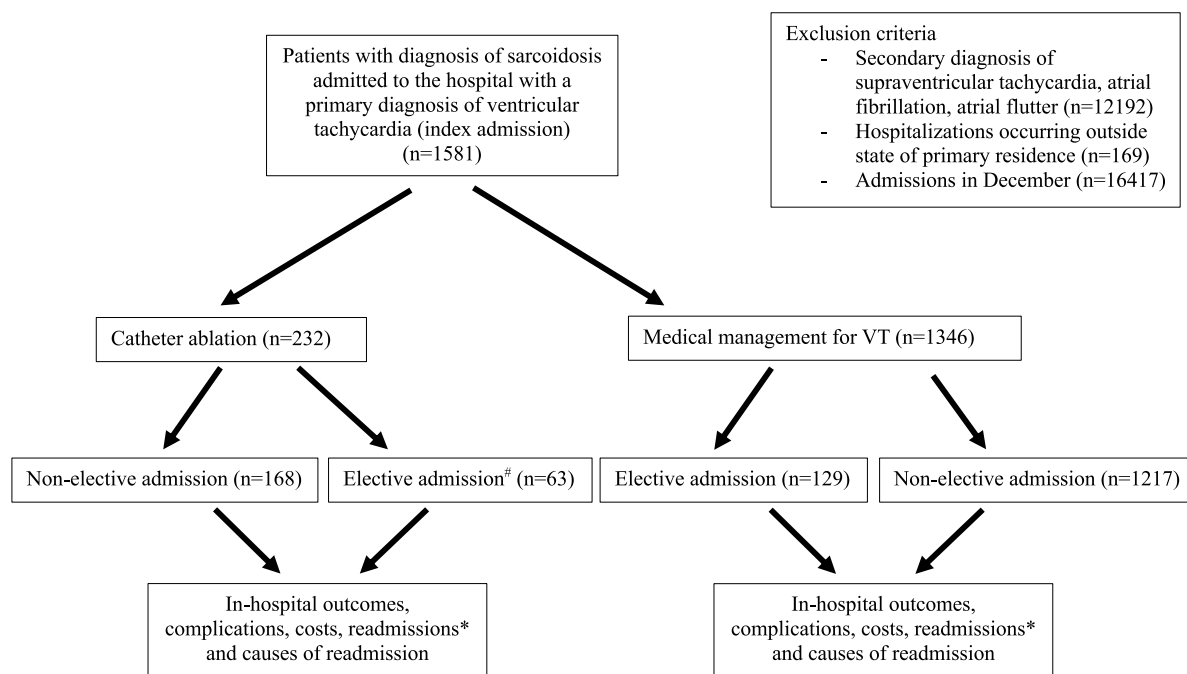 Patients with diagnosis of sarcoidosis
admitted to the hospital with a
primary diagnosis of ventricular
tachycardia (index admission)
(n=1581)
Exclusion criteria
- Secondary diagnosis of
supraventricular tachycardia, atrial
fibrillation, atrial flutter (n=12192)
- Hospitalizations occurring outside
state of primary residence (n=169)
- Admissions in December (n=16417)
Catheter ablation (n=232)
Medical management for VT (n=1346)
Non-elective admission (n=168)
Elective admission# (n=63)
Elective admission (n=129)
Non-elective admission (n=1217)
In-hospital outcomes,
complications, costs, readmissions*
and causes of readmission
In-hospital outcomes,
complications, costs, readmissions*
and causes of readmission